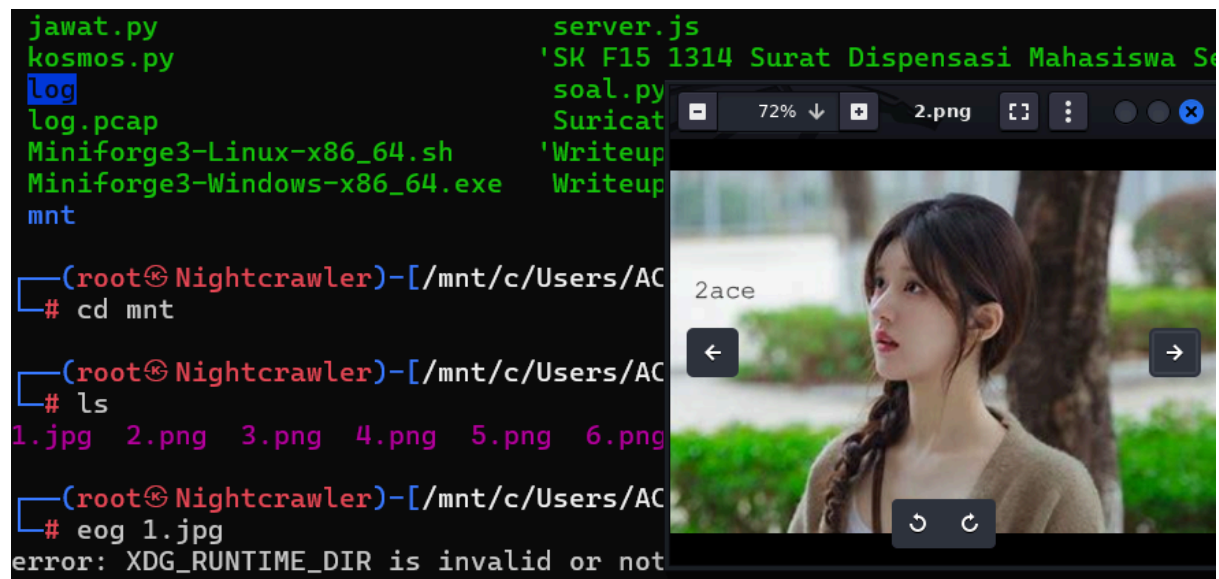 jawat.py server.js
kosmos.py 'SK F15 1314 Surat Dispensasi Mahasiswa
log soal.py
log.pcap Suricat
Miniforge3-Linux-x86_64.sh 'Writeup
Miniforge3-Windows-x86_64.exe Writeup
mnt
┌──(root㉿Nightcrawler)-[/mnt/c/Users/AC
└─# cd mnt
┌──(root㉿Nightcrawler)-[/mnt/c/Users/AC
└─# ls
1.jpg 2.png 3.png 4.png 5.png 6.png
┌──(root㉿Nightcrawler)-[/mnt/c/Users/AC
└─# eog 1.jpg
error: XDG_RUNTIME_DIR is invalid or not
72% 2.png
2ace